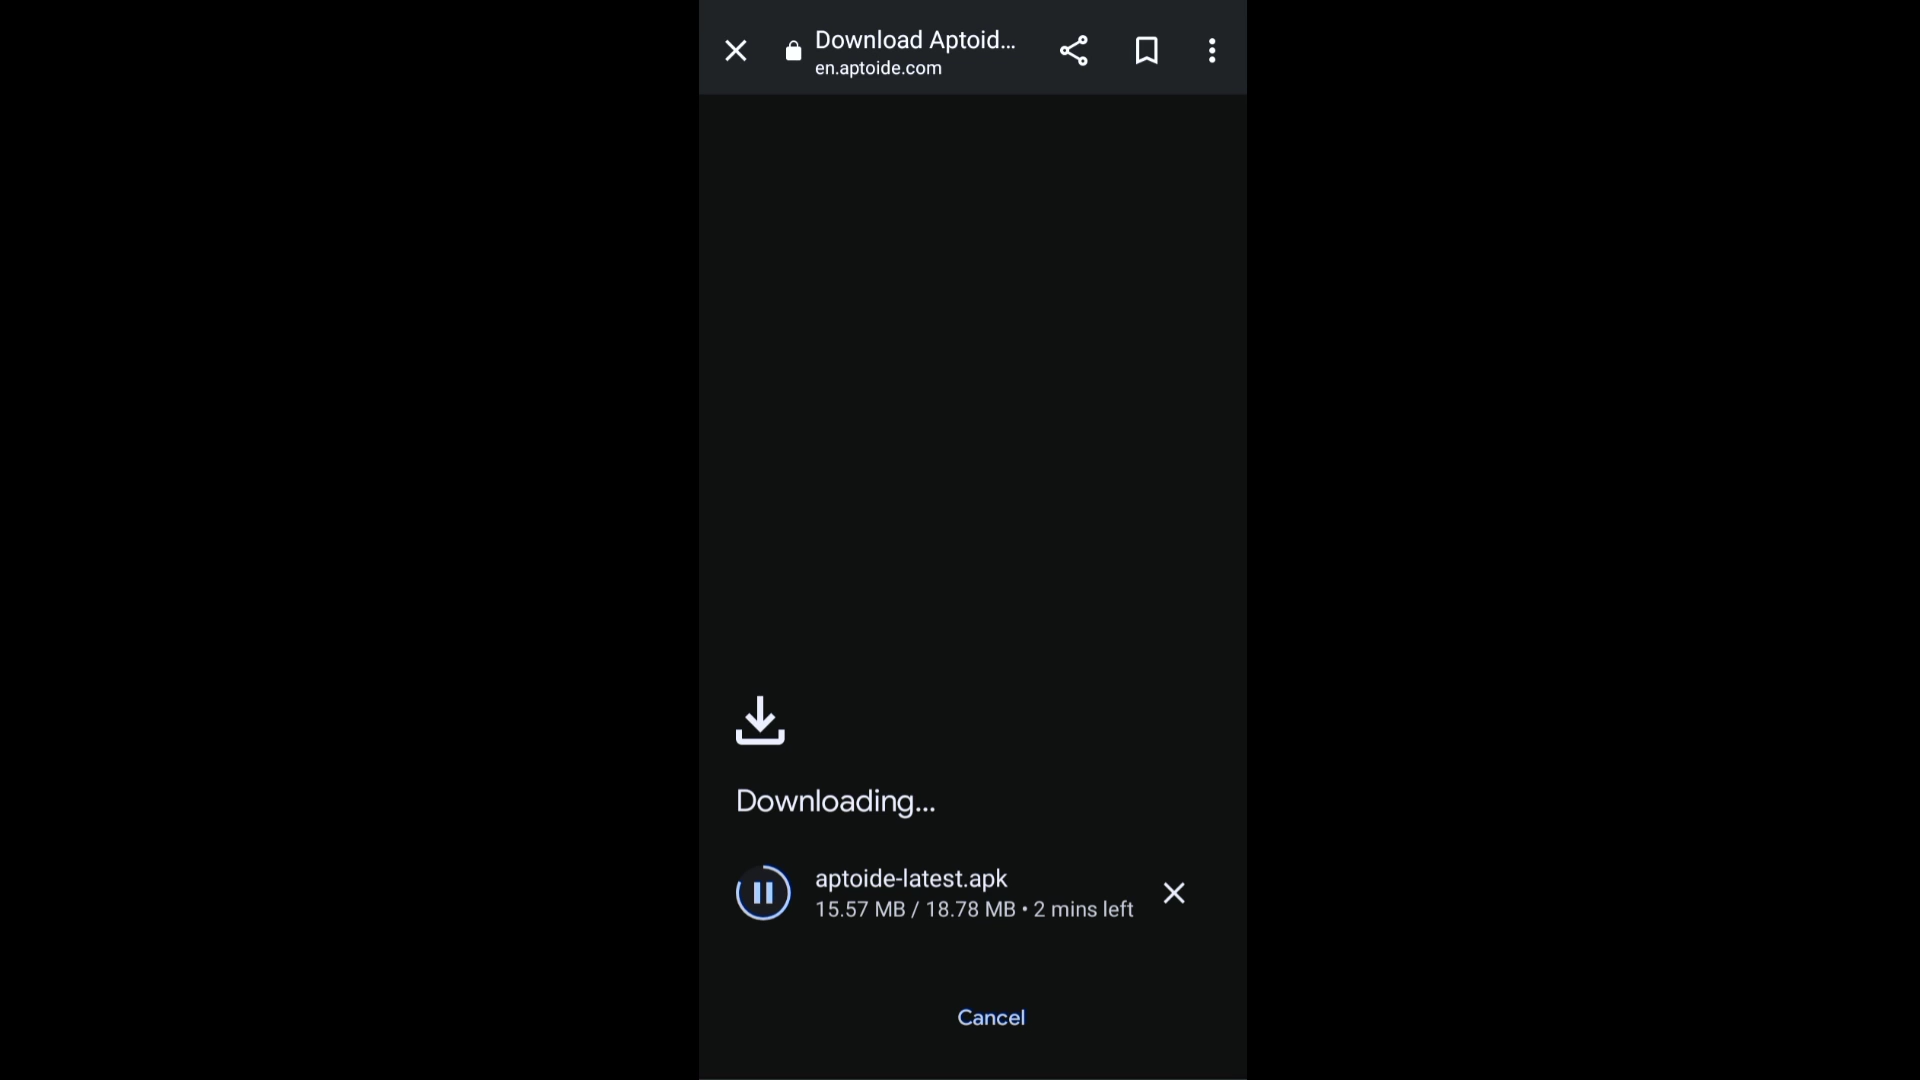 Download Aptoid...
en.aptoide.com
Downloading...
aptoide-latest.apk
15.57 MB / 18.78 MB • 2 mins left
Cancel